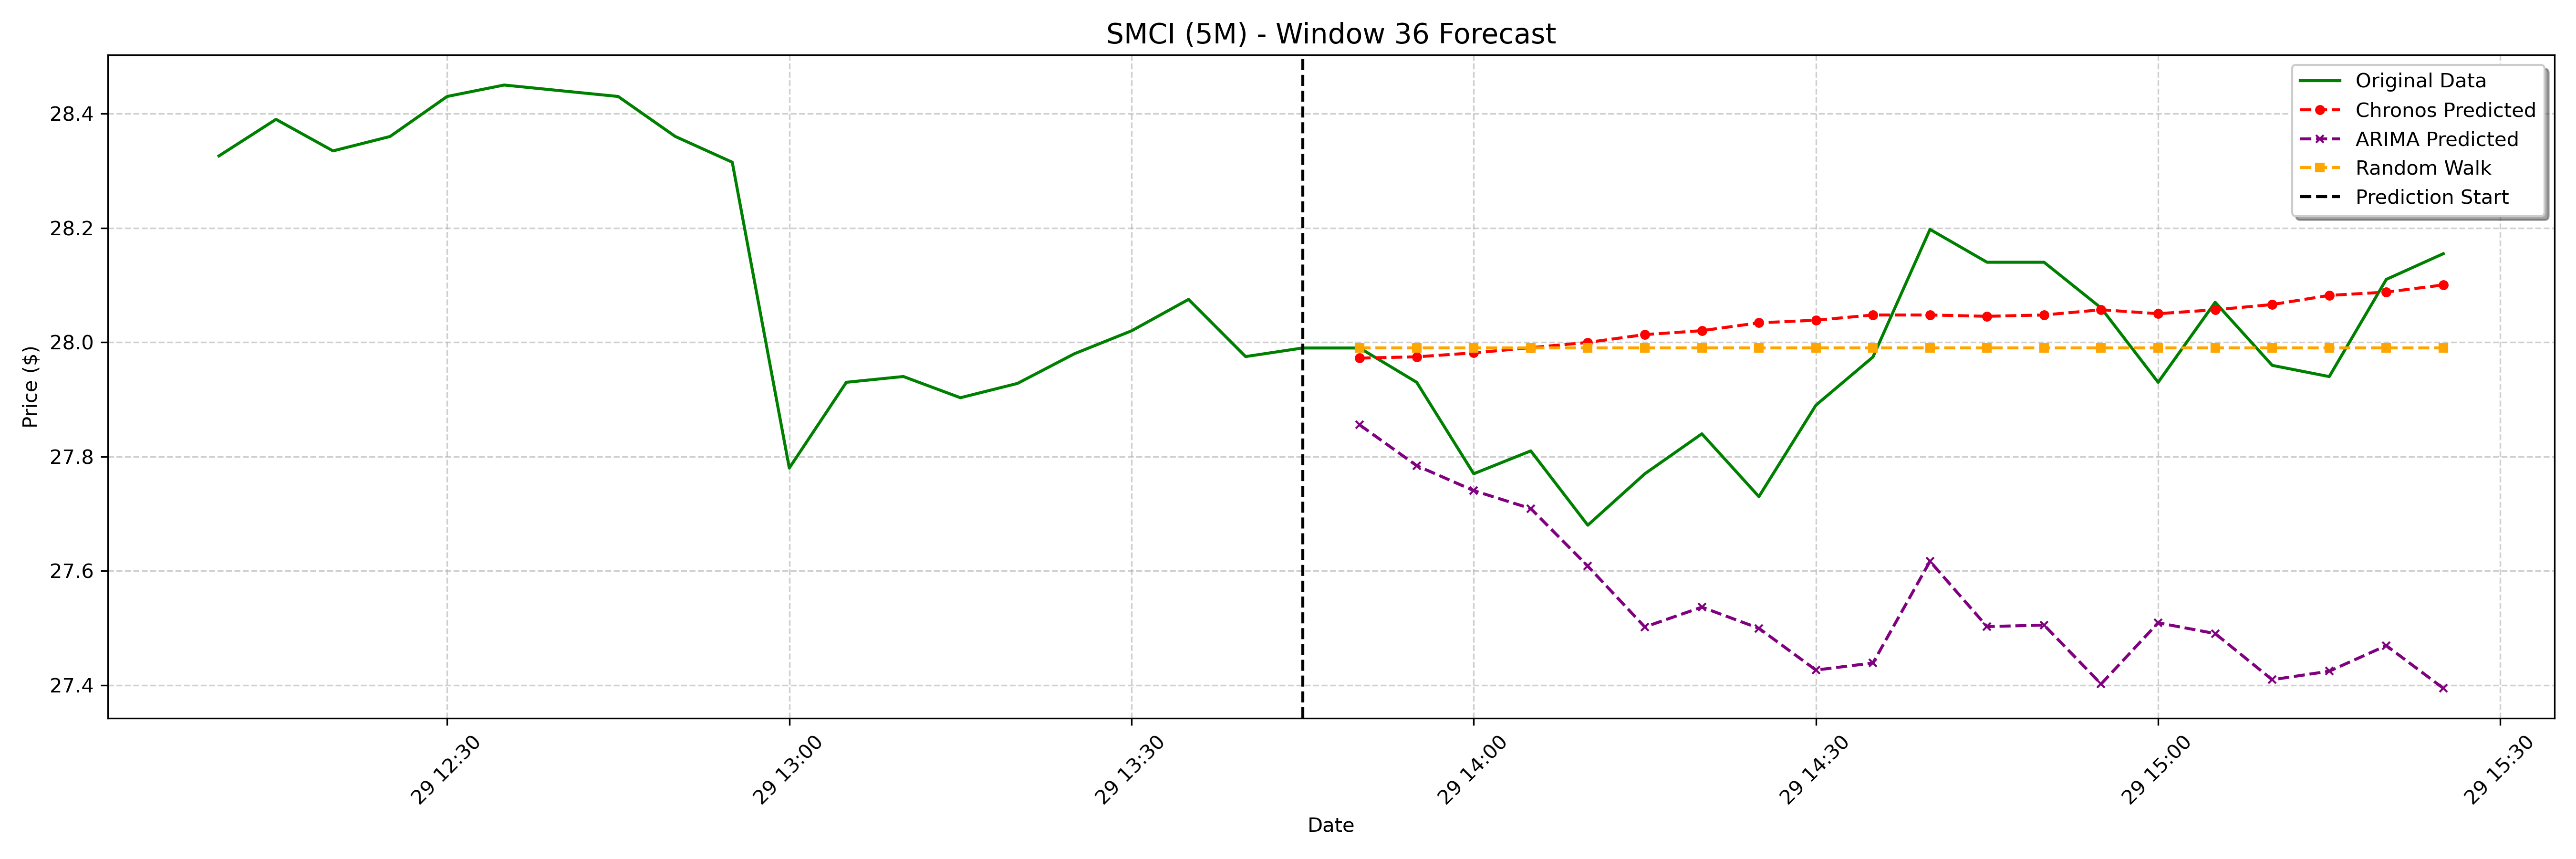 SMCI (5M) - Window 36 Forecast
Original Data
Chronos Predicted
ARIMA Predicted
Random Walk
Prediction Start
Price ($)
28.4
28.2
28.0
27.8
27.6
27.4
29 12:30
29 13:00
29 13:30
29 14:00
29 14:30
29 15:00
29 15:30
Date